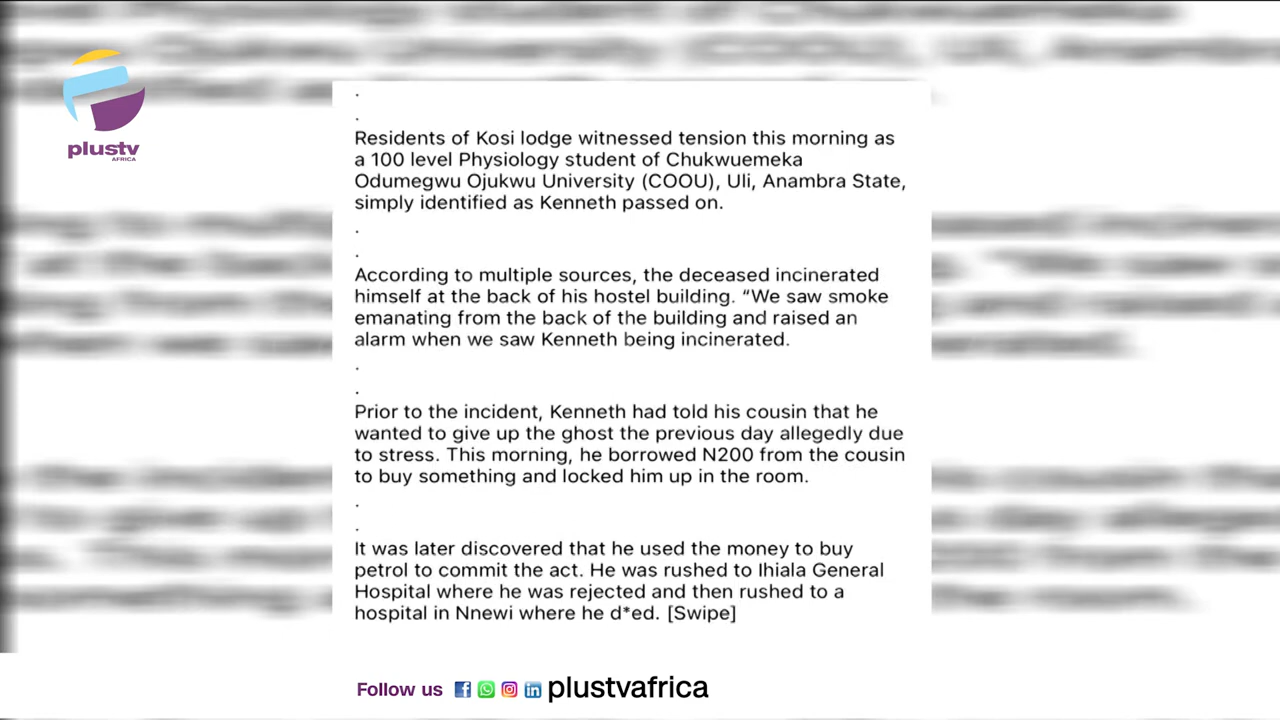 plustv
AFRICA
.
.
Residents of Kosi lodge witnessed tension this morning as
a 100 level Physiology student of Chukwuemeka
Odumegwu Ojukwu University (COOU), Uli, Anambra State,
simply identified as Kenneth passed on.
.
.
According to multiple sources, the deceased incinerated
himself at the back of his hostel building. “We saw smoke
emanating from the back of the building and raised an
alarm when we saw Kenneth being incinerated.
.
.
Prior to the incident, Kenneth had told his cousin that he
wanted to give up the ghost the previous day allegedly due
to stress. This morning, he borrowed N200 from the cousin
to buy something and locked him up in the room.
.
.
It was later discovered that he used the money to buy
petrol to commit the act. He was rushed to Ihiala General
Hospital where he was rejected and then rushed to a
hospital in Nnewi where he d*ed. [Swipe]
Follow us plustvafrica